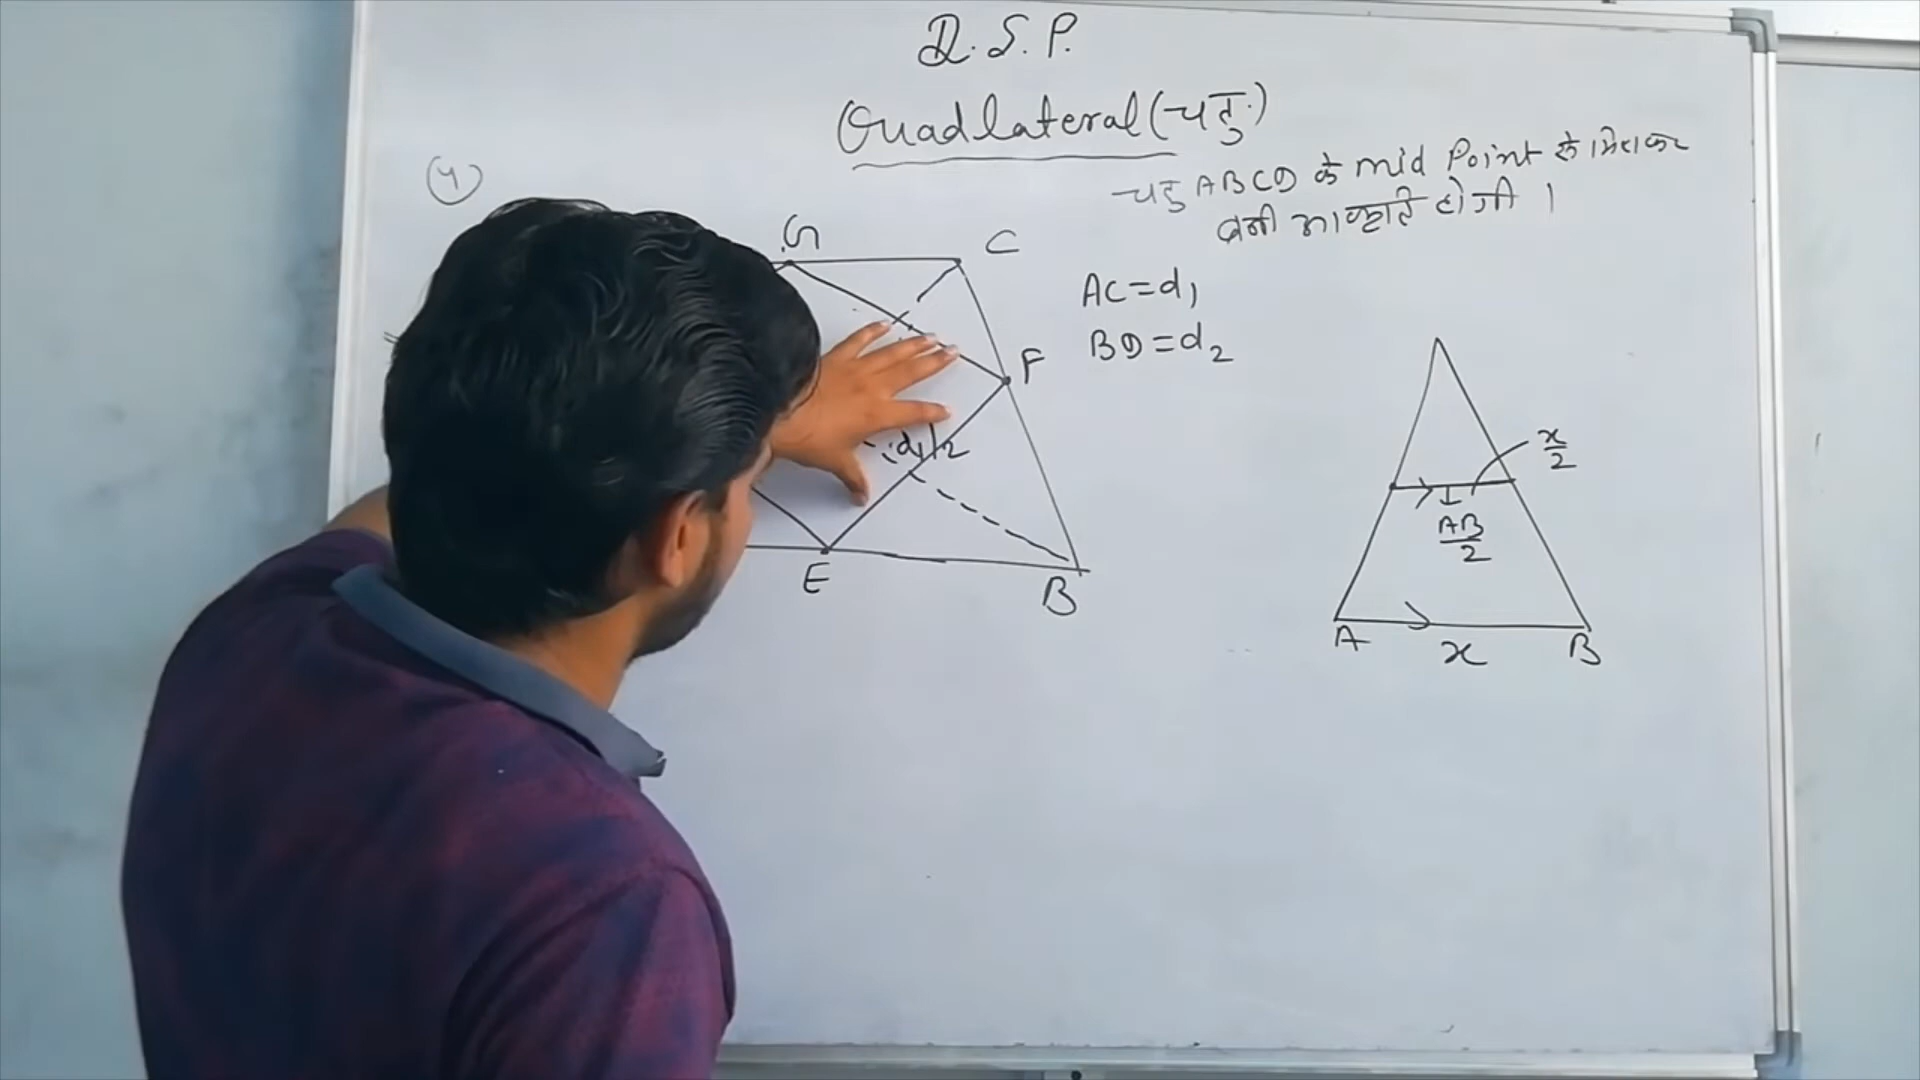 D.S.P.
Quadlateral (चतु.)
4
चतु ABCD के mid Point को मिलाकर
बनी आकृति होगी ।
G
C
AC=d₁
BD=d₂
F
d₁/2
E
B
x/2
AB/2
A
x
B